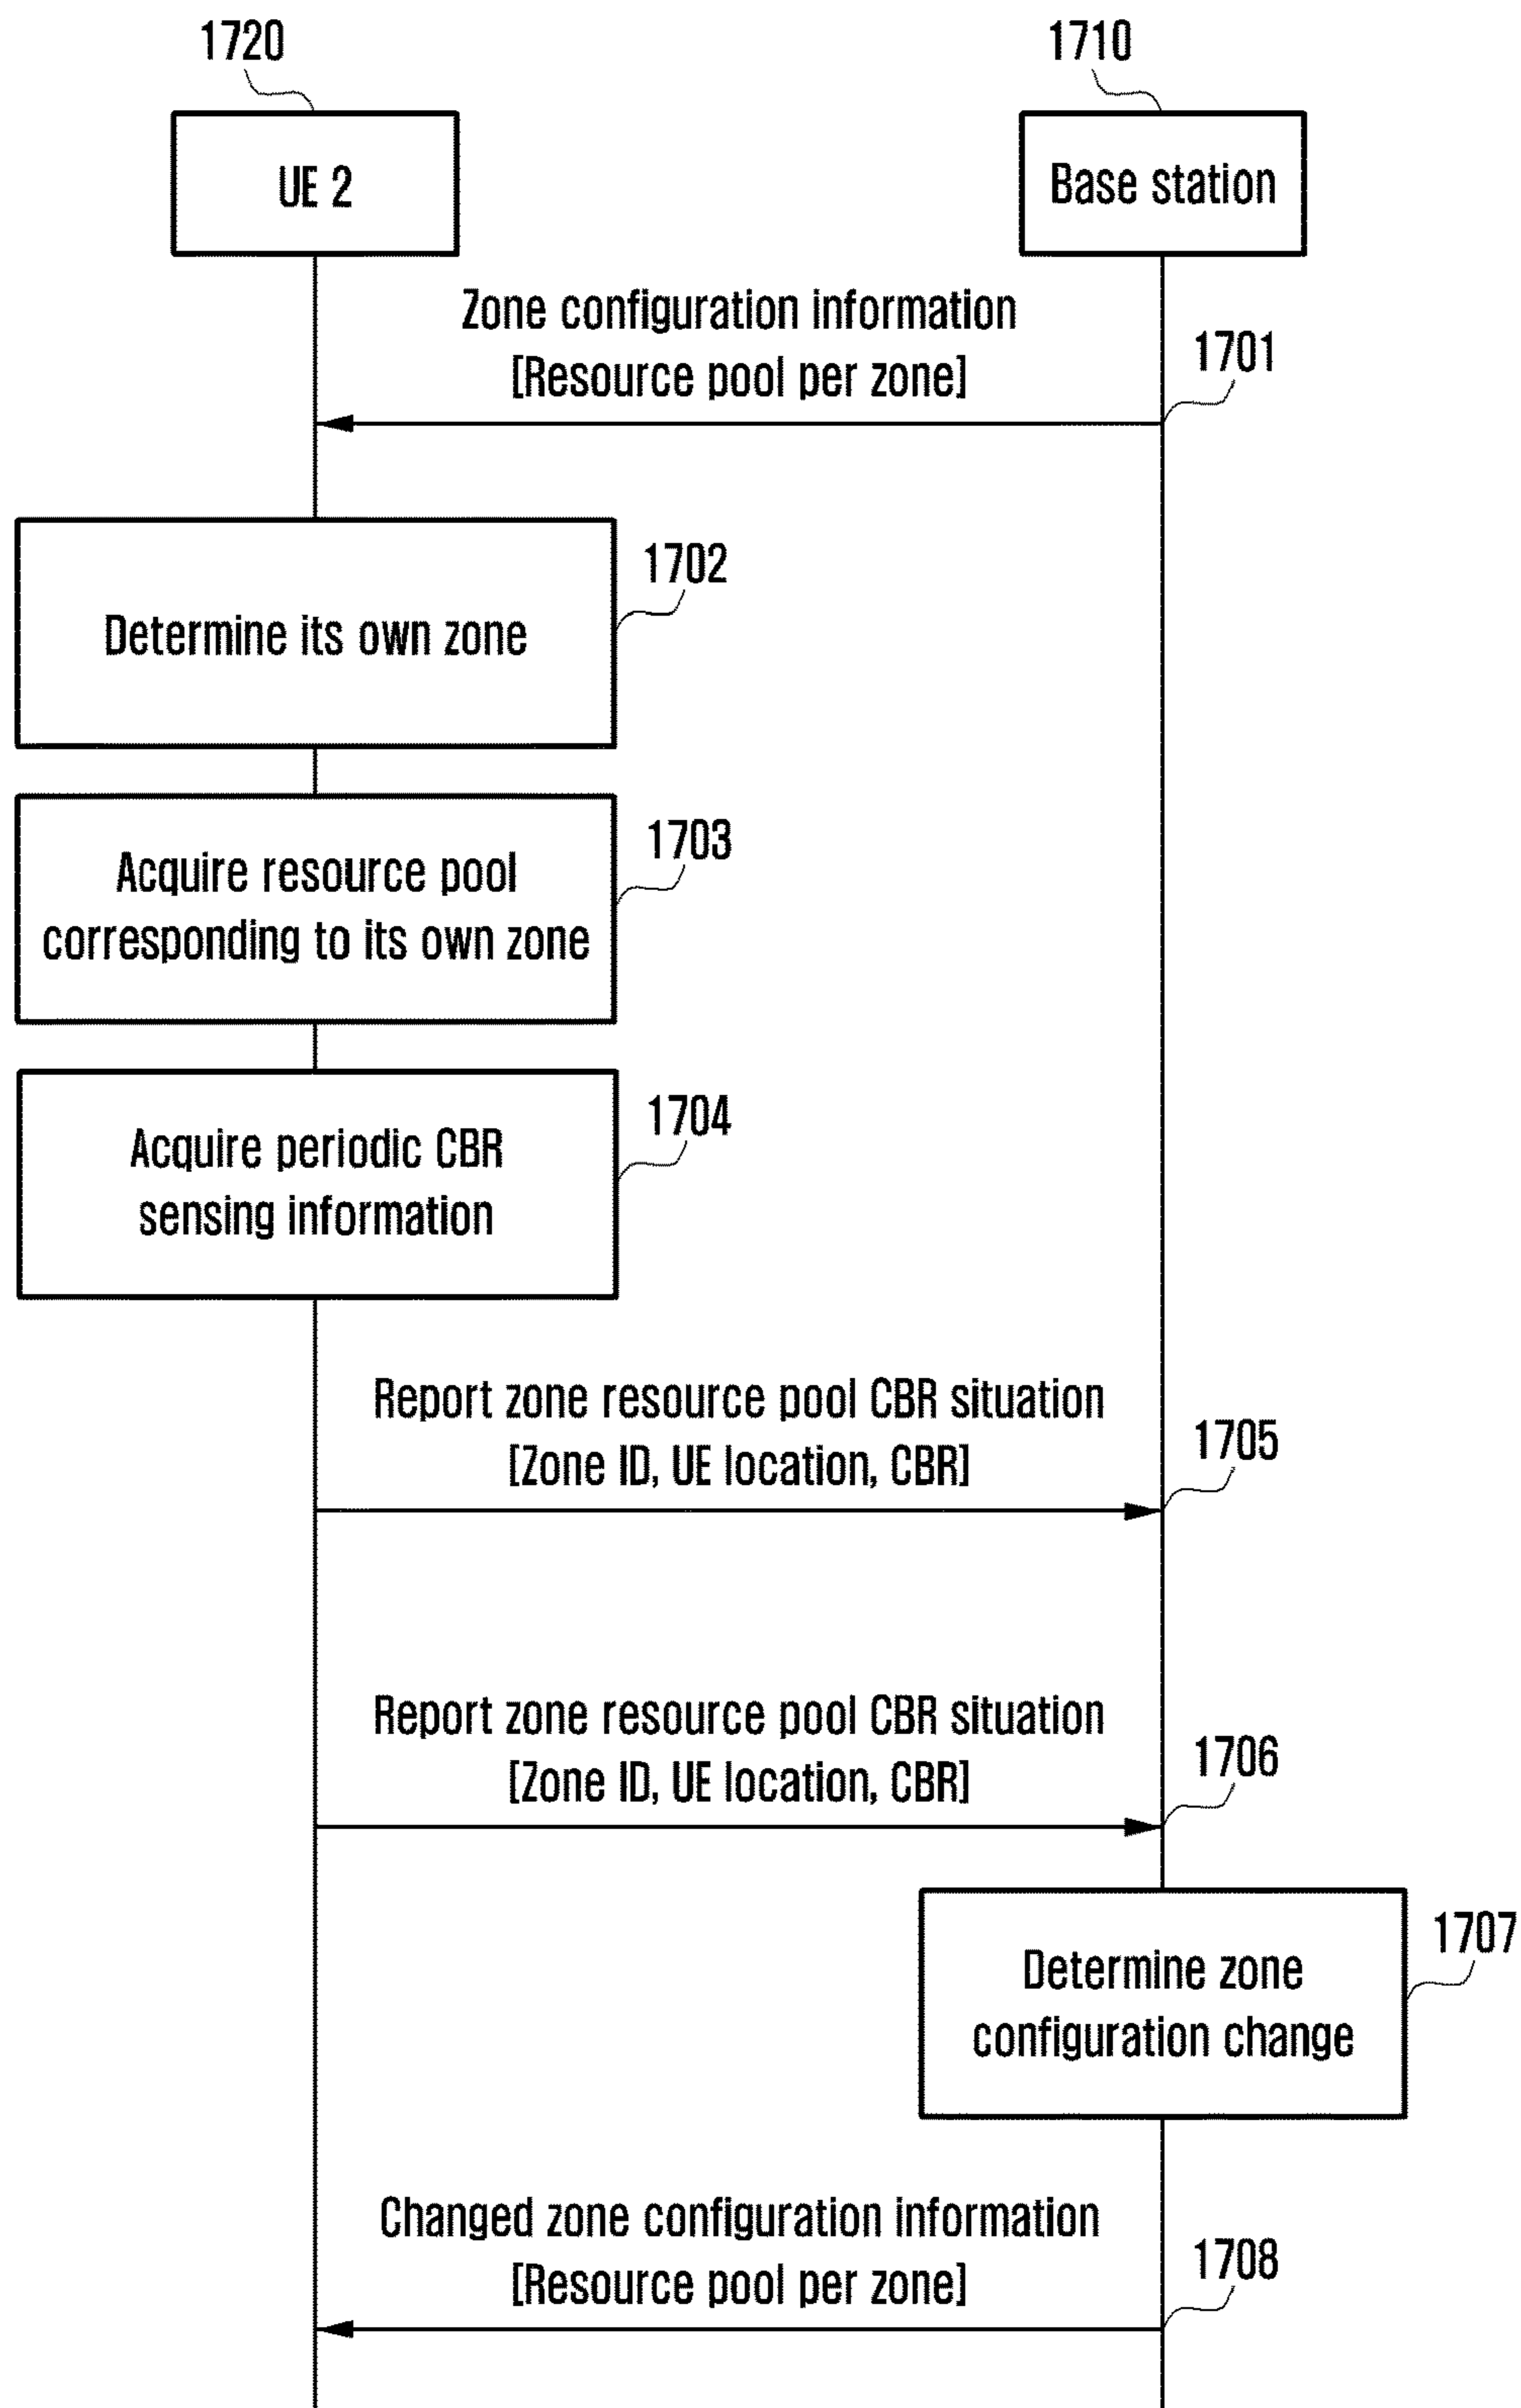 1720
1710
UE 2
Base station
Zone configuration information
[Resource pool per zone]
1701
1702
Determine its own zone
1703
Acquire resource pool
corresponding to its own zone
1704
Acquire periodic CBR
sensing information
Report zone resource pool CBR situation
[Zone ID, UE location, CBR]
1705
Report zone resource pool CBR situation
[Zone ID, UE location, CBR]
1706
1707
Determine zone
configuration change
Changed zone configuration information
[Resource pool per zone]
1708